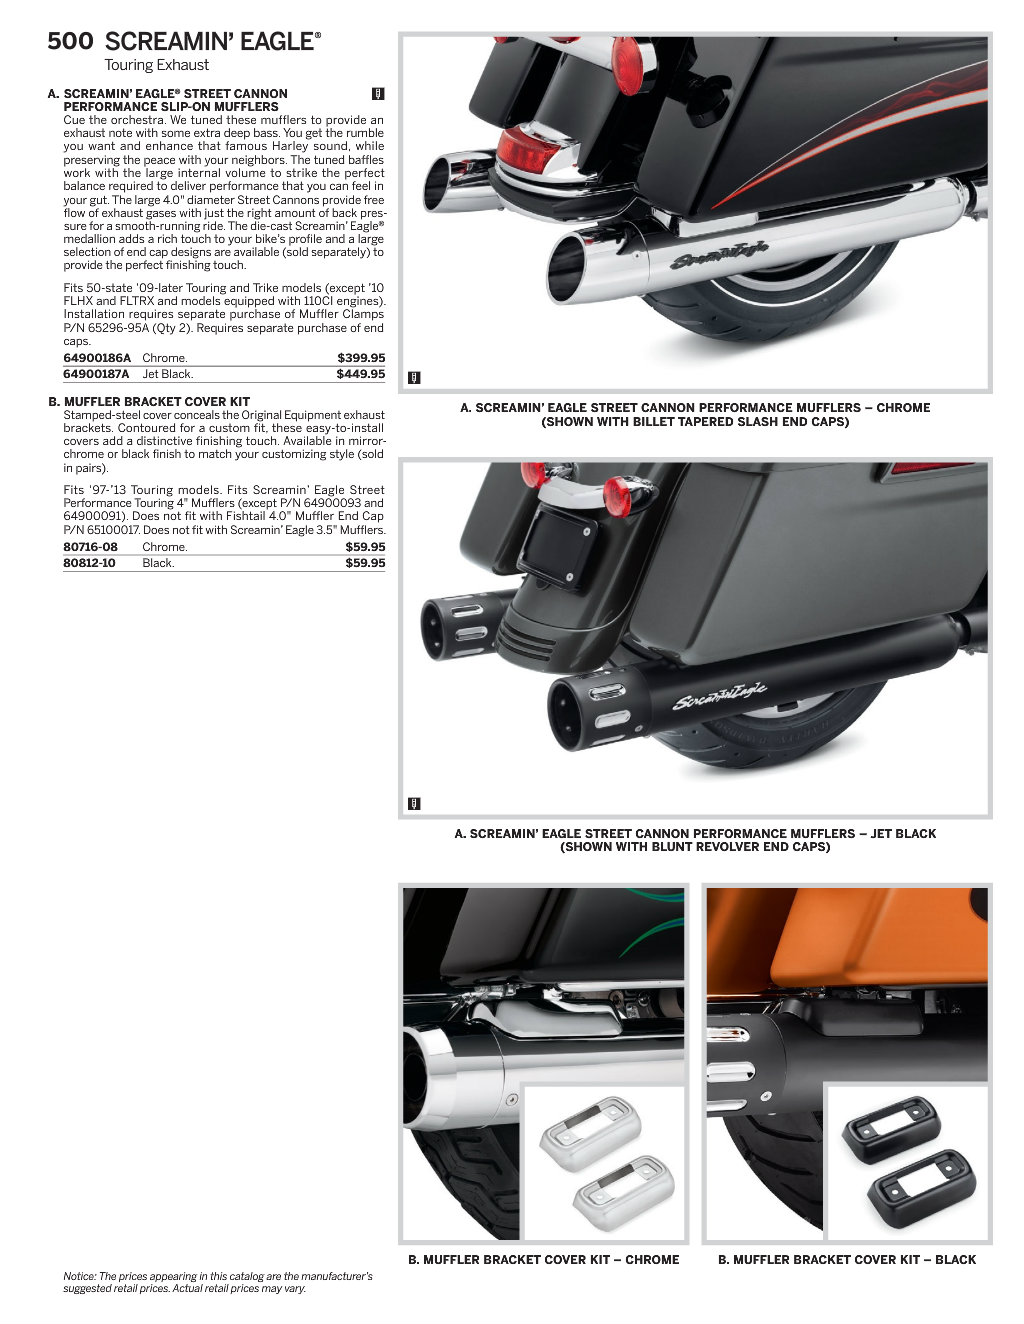 500 SCREAMIN’ EAGLE®
Touring Exhaust
A. SCREAMIN’ EAGLE® STREET CANNON
PERFORMANCE SLIP-ON MUFFLERS
Cue the orchestra. We tuned these mufflers to provide an
exhaust note with some extra deep bass. You get the rumble
you want and enhance that famous Harley sound, while
preserving the peace with your neighbors. The tuned baffles
work with the large internal volume to strike the perfect
balance required to deliver performance that you can feel in
your gut. The large 4.0" diameter Street Cannons provide free
flow of exhaust gases with just the right amount of back pres-
sure for a smooth-running ride. The die-cast Screamin’ Eagle®
medallion adds a rich touch to your bike’s profile and a large
selection of end cap designs are available (sold separately) to
provide the perfect finishing touch.
Fits 50-state ’09-later Touring and Trike models (except ’10
FLHX and FLTRX and models equipped with 110CI engines).
Installation requires separate purchase of Muffler Clamps
P/N 65296-95A (Qty 2). Requires separate purchase of end
caps.
64900186A Chrome. $399.95
64900187A Jet Black. $449.95
B. MUFFLER BRACKET COVER KIT
Stamped-steel cover conceals the Original Equipment exhaust
brackets. Contoured for a custom fit, these easy-to-install
covers add a distinctive finishing touch. Available in mirror-
chrome or black finish to match your customizing style (sold
in pairs).
Fits ’97-’13 Touring models. Fits Screamin’ Eagle Street
Performance Touring 4" Mufflers (except P/N 64900093 and
64900091). Does not fit with Fishtail 4.0" Muffler End Cap
P/N 65100017. Does not fit with Screamin’ Eagle 3.5" Mufflers.
80716-08 Chrome. $59.95
80812-10 Black. $59.95
Screamin Eagle
A. SCREAMIN’ EAGLE STREET CANNON PERFORMANCE MUFFLERS – CHROME
(SHOWN WITH BILLET TAPERED SLASH END CAPS)
Screamin Eagle
A. SCREAMIN’ EAGLE STREET CANNON PERFORMANCE MUFFLERS – JET BLACK
(SHOWN WITH BLUNT REVOLVER END CAPS)
B. MUFFLER BRACKET COVER KIT – CHROME
B. MUFFLER BRACKET COVER KIT – BLACK
Notice: The prices appearing in this catalog are the manufacturer’s
suggested retail prices. Actual retail prices may vary.